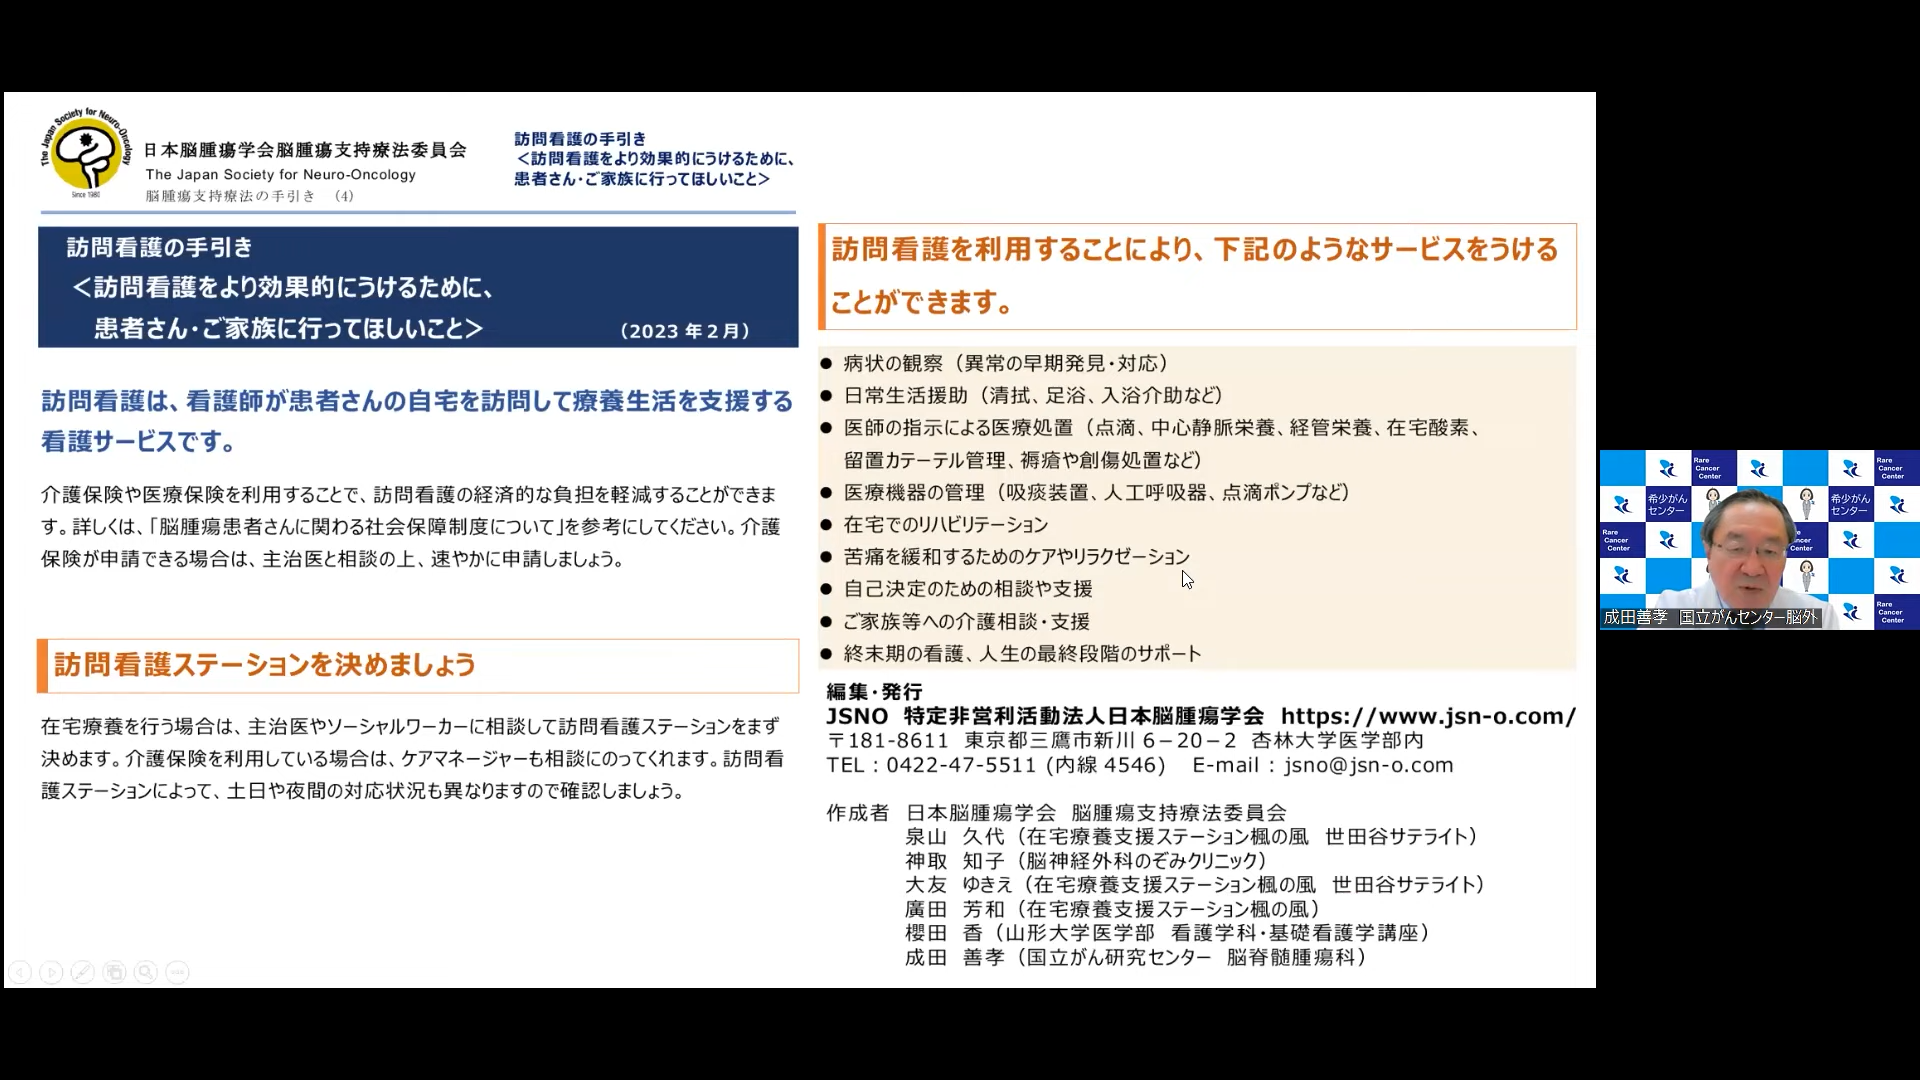 The Japan Society for Neuro-Oncology
Since 1980
日本脳腫瘍学会脳腫瘍支持療法委員会
The Japan Society for Neuro-Oncology
脳腫瘍支持療法の手引き （4）
訪問看護の手引き
＜訪問看護をより効果的にうけるために、
患者さん・ご家族に行ってほしいこと＞
訪問看護の手引き
＜訪問看護をより効果的にうけるために、
患者さん・ご家族に行ってほしいこと＞ （2023 年２月）
訪問看護は、看護師が患者さんの自宅を訪問して療養生活を支援する
看護サービスです。
介護保険や医療保険を利用することで、訪問看護の経済的な負担を軽減することができま
す。詳しくは、「脳腫瘍患者さんに関わる社会保障制度について」を参考にしてください。介護
保険が申請できる場合は、主治医と相談の上、速やかに申請しましょう。
訪問看護ステーションを決めましょう
在宅療養を行う場合は、主治医やソーシャルワーカーに相談して訪問看護ステーションをまず
決めます。介護保険を利用している場合は、ケアマネージャーも相談にのってくれます。訪問看
護ステーションによって、土日や夜間の対応状況も異なりますので確認しましょう。
訪問看護を利用することにより、下記のようなサービスをうける
ことができます。
● 病状の観察（異常の早期発見・対応）
● 日常生活援助（清拭、足浴、入浴介助など）
● 医師の指示による医療処置（点滴、中心静脈栄養、経管栄養、在宅酸素、
留置カテーテル管理、褥瘡や創傷処置など）
● 医療機器の管理（吸痰装置、人工呼吸器、点滴ポンプなど）
● 在宅でのリハビリテーション
● 苦痛を緩和するためのケアやリラクゼーション
● 自己決定のための相談や支援
● ご家族等への介護相談・支援
● 終末期の看護、人生の最終段階のサポート
編集・発行
JSNO 特定非営利活動法人日本脳腫瘍学会 https://www.jsn-o.com/
〒181-8611 東京都三鷹市新川６−２０−２ 杏林大学医学部内
TEL : 0422-47-5511 (内線 4546) E-mail : jsno@jsn-o.com
作成者 日本脳腫瘍学会 脳腫瘍支持療法委員会
泉山 久代（在宅療養支援ステーション楓の風 世田谷サテライト）
神取 知子（脳神経外科のぞみクリニック）
大友 ゆきえ（在宅療養支援ステーション楓の風 世田谷サテライト）
廣田 芳和（在宅療養支援ステーション楓の風）
櫻田 香（山形大学医学部 看護学科・基礎看護学講座）
成田 善孝（国立がん研究センター 脳脊髄腫瘍科）
Rare
Cancer
Center
Rare
Cancer
Center
希少がん
センター
希少がん
センター
Rare
Cancer
Center
Cancer
Center
Rare
Cancer
Center
成田善孝 国立がんセンター脳外